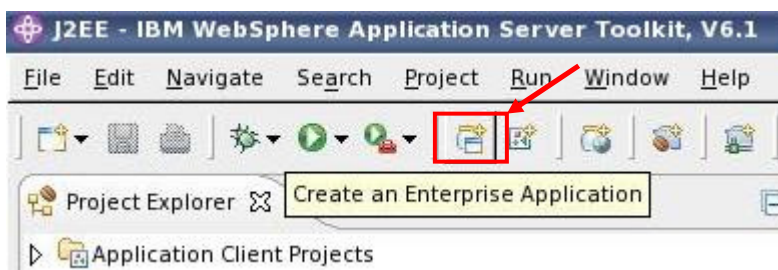 J2EE - IBM WebSphere Application Server Toolkit, V6.1
File Edit Navigate Search Project Run Window Help
Project Explorer
Create an Enterprise Application
Application Client Projects